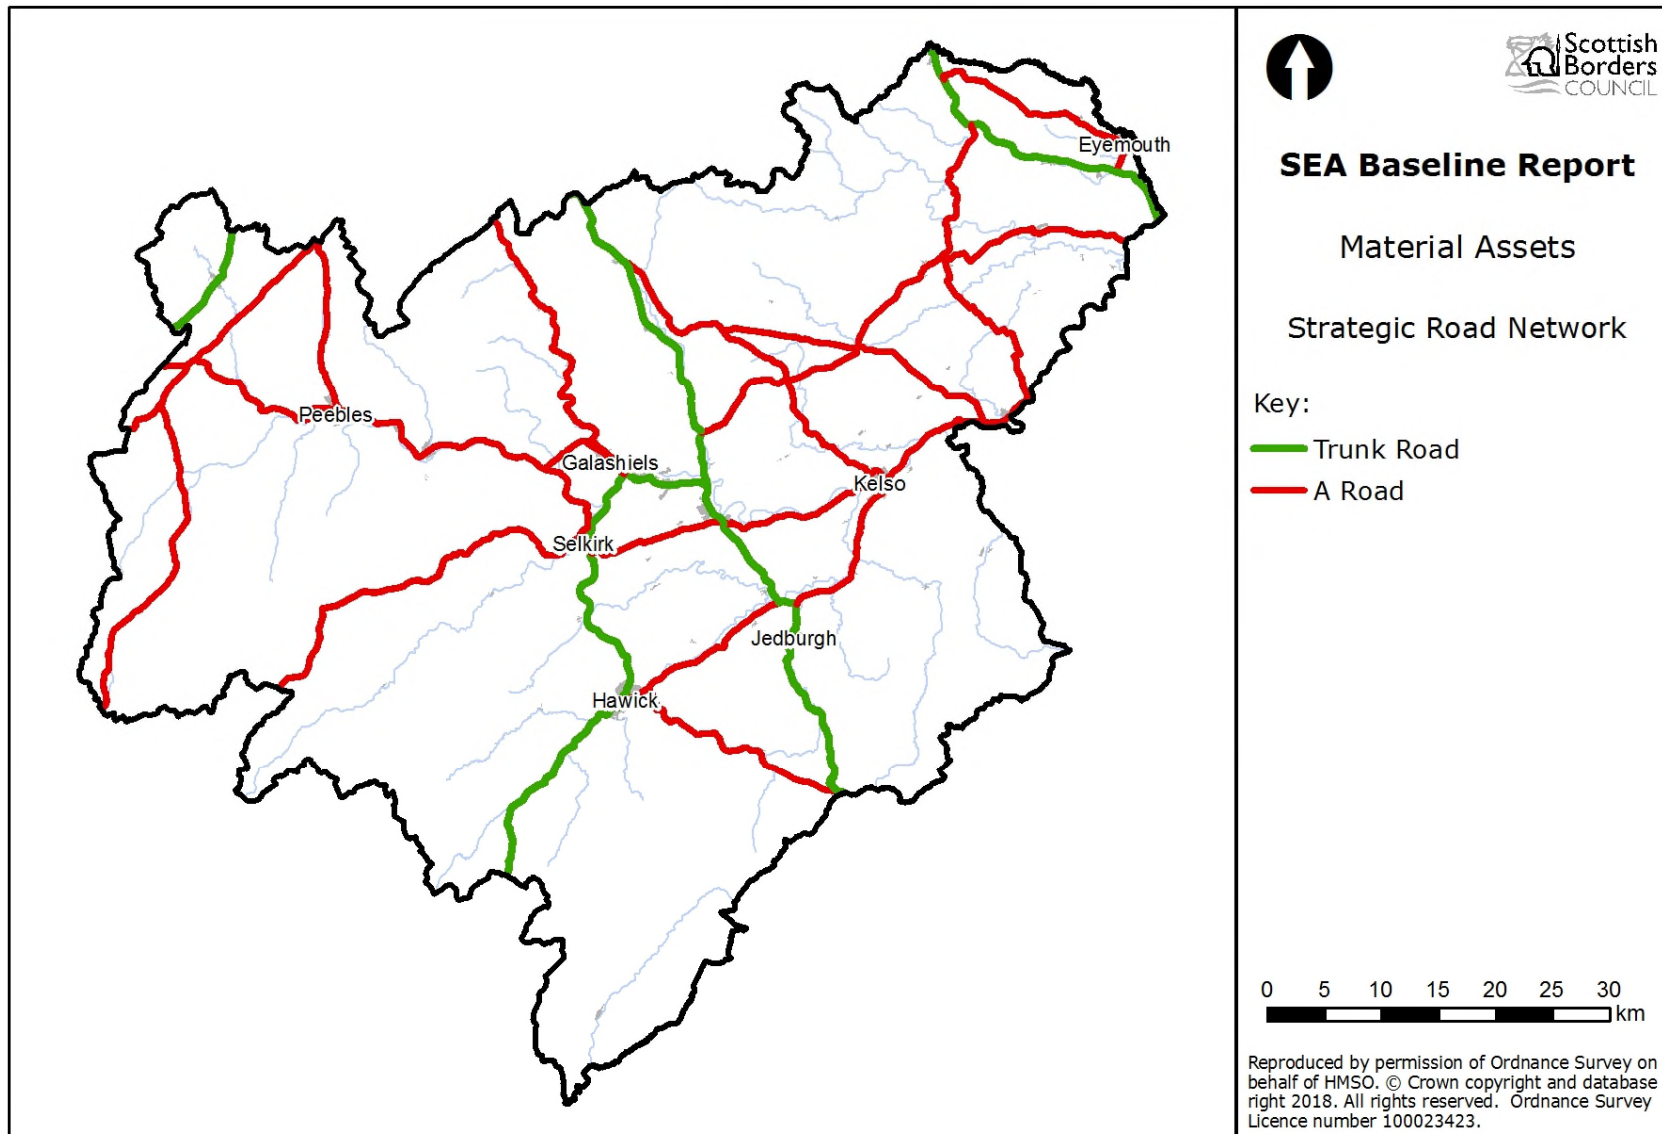 Scottish
Borders
COUNCIL
SEA Baseline Report
Material Assets
Strategic Road Network
Key:
Trunk Road
A Road
Eyemouth
Peebles
Galashiels
Kelso
Selkirk
Jedburgh
Hawick
0 5 10 15 20 25 30
km
Reproduced by permission of Ordnance Survey on
behalf of HMSO. © Crown copyright and database
right 2018. All rights reserved. Ordnance Survey
Licence number 100023423.